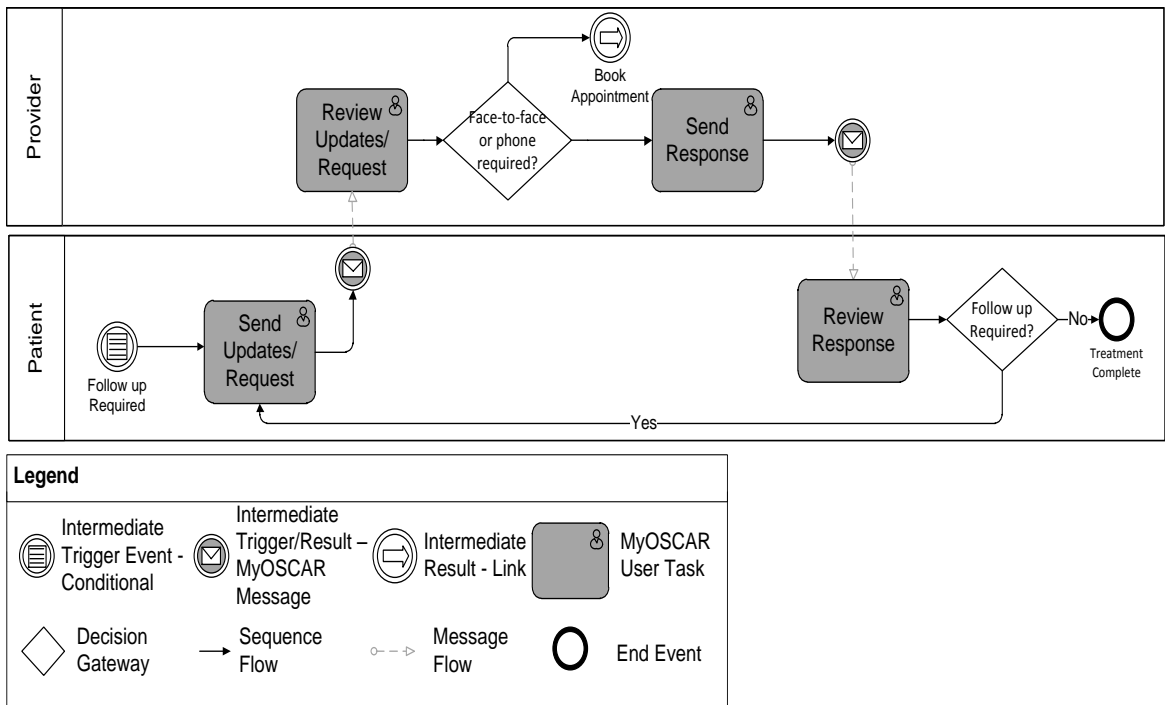 Provider
Book
Appointment
Review
Updates/
Request
Face-to-face
or phone
required?
Send
Response
Patient
Follow up
Required
Send
Updates/
Request
Review
Response
Follow up
Required?
No
Treatment
Complete
Yes
Legend
Intermediate
Trigger Event -
Conditional
Intermediate
Trigger/Result –
MyOSCAR
Message
Intermediate
Result - Link
MyOSCAR
User Task
Decision
Gateway
Sequence
Flow
Message
Flow
End Event